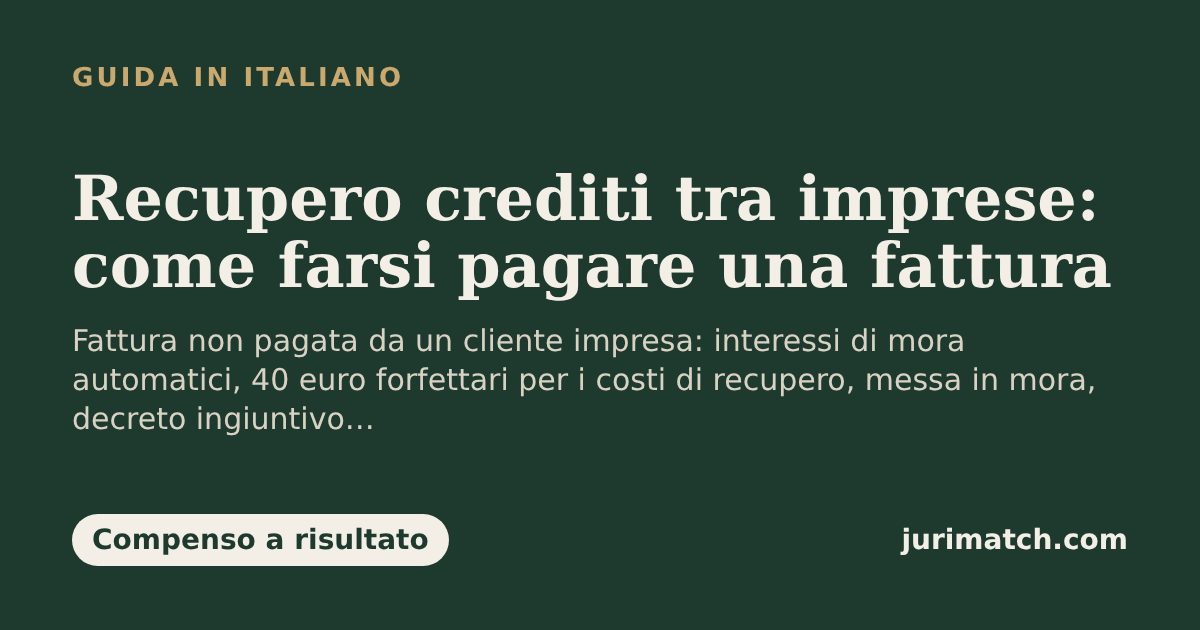 GUIDA IN ITALIANO
Recupero crediti tra imprese:
come farsi pagare una fattura
Fattura non pagata da un cliente impresa: interessi di mora
automatici, 40 euro forfettari per i costi di recupero, messa in mora,
decreto ingiuntivo…
Compenso a risultato
jurimatch.com